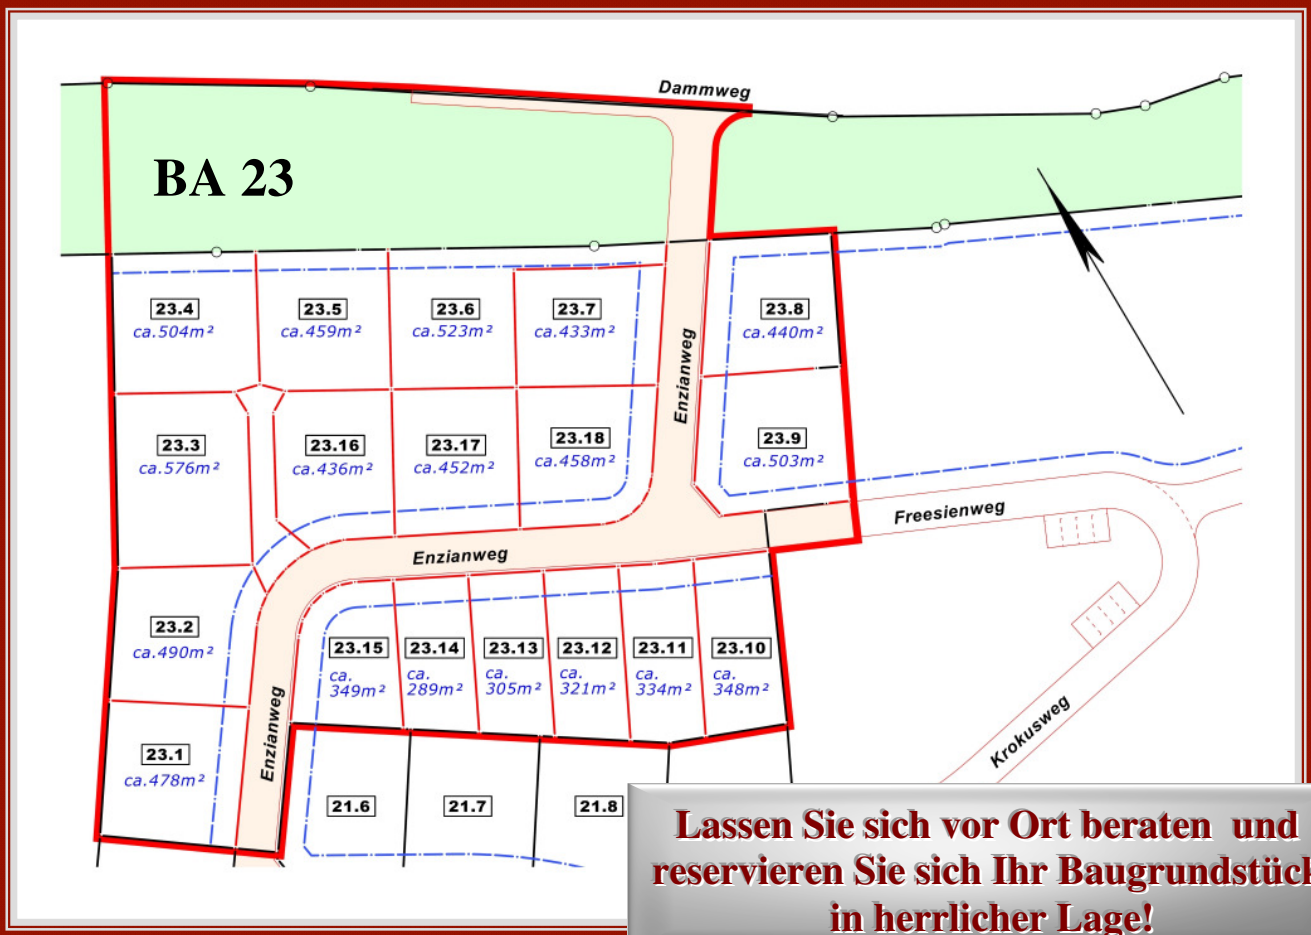 Dammweg
BA 23
23.4
ca.504m²
23.5
ca.459m²
23.6
ca.523m²
23.7
ca.433m²
23.8
ca.440m²
Enzianweg
23.3
ca.576m²
23.16
ca.436m²
23.17
ca.452m²
23.18
ca.458m²
23.9
ca.503m²
Freesienweg
Enzianweg
23.2
ca.490m²
23.15
ca.
349m²
23.14
ca.
289m²
23.13
ca.
305m²
23.12
ca.
321m²
23.11
ca.
334m²
23.10
ca.
348m²
Enzianweg
Krokusweg
23.1
ca.478m²
21.6
21.7
21.8
Lassen Sie sich vor Ort beraten und
reservieren Sie sich Ihr Baugrundstück
in herrlicher Lage!